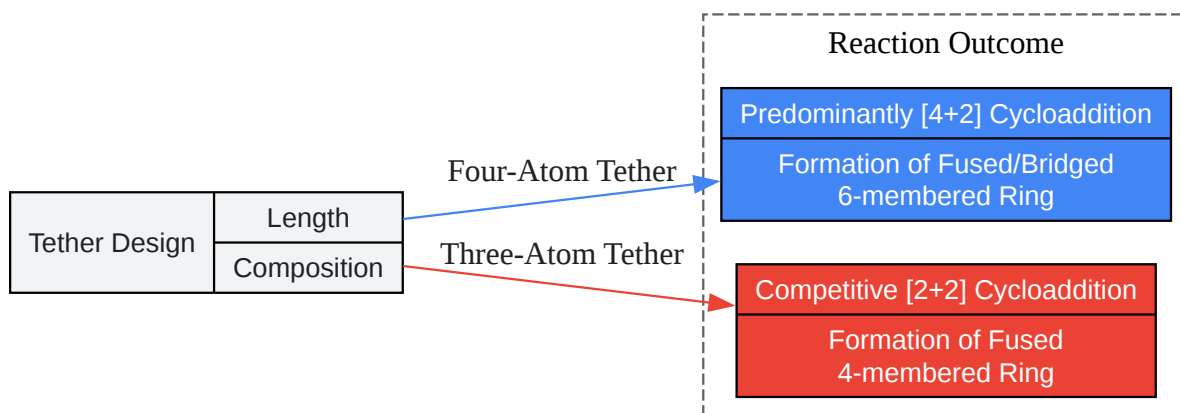 Reaction Outcome
Predominantly [4+2] Cycloaddition
Formation of Fused/Bridged
6-membered Ring
Four-Atom Tether
Tether Design
Length
Composition
Three-Atom Tether
Competitive [2+2] Cycloaddition
Formation of Fused
4-membered Ring